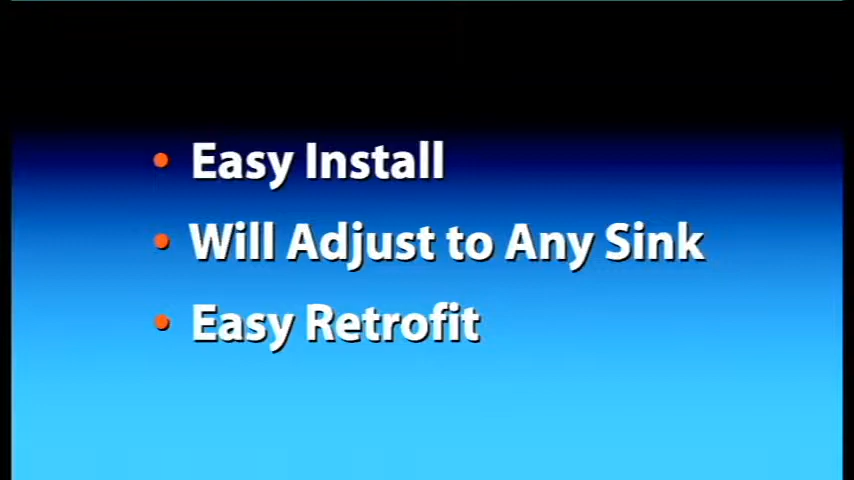 • Easy Install
• Will Adjust to Any Sink
• Easy Retrofit